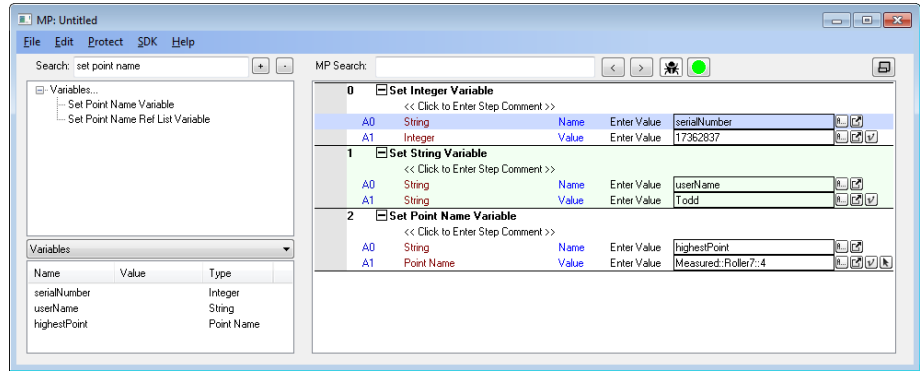 MP: Untitled
File Edit Protect SDK Help
Search: set point name + - MP Search: < >
Variables...
Set Point Name Variable
Set Point Name Ref List Variable
0 Set Integer Variable
<< Click to Enter Step Comment >>
A0 String Name Enter Value serialNumber
A1 Integer Value Enter Value 17362837
1 Set String Variable
<< Click to Enter Step Comment >>
A0 String Name Enter Value userName
A1 String Value Enter Value Todd
2 Set Point Name Variable
<< Click to Enter Step Comment >>
A0 String Name Enter Value highestPoint
A1 Point Name Value Enter Value Measured::Roller7::4
Variables
Name Value Type
serialNumber Integer
userName String
highestPoint Point Name